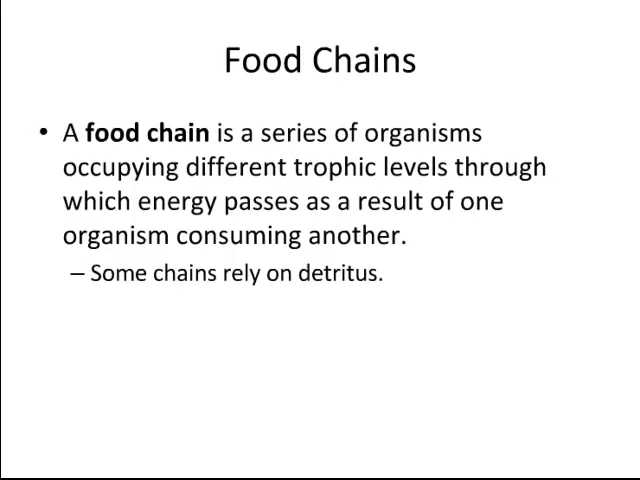 Food Chains
• A food chain is a series of organisms
occupying different trophic levels through
which energy passes as a result of one
organism consuming another.
– Some chains rely on detritus.